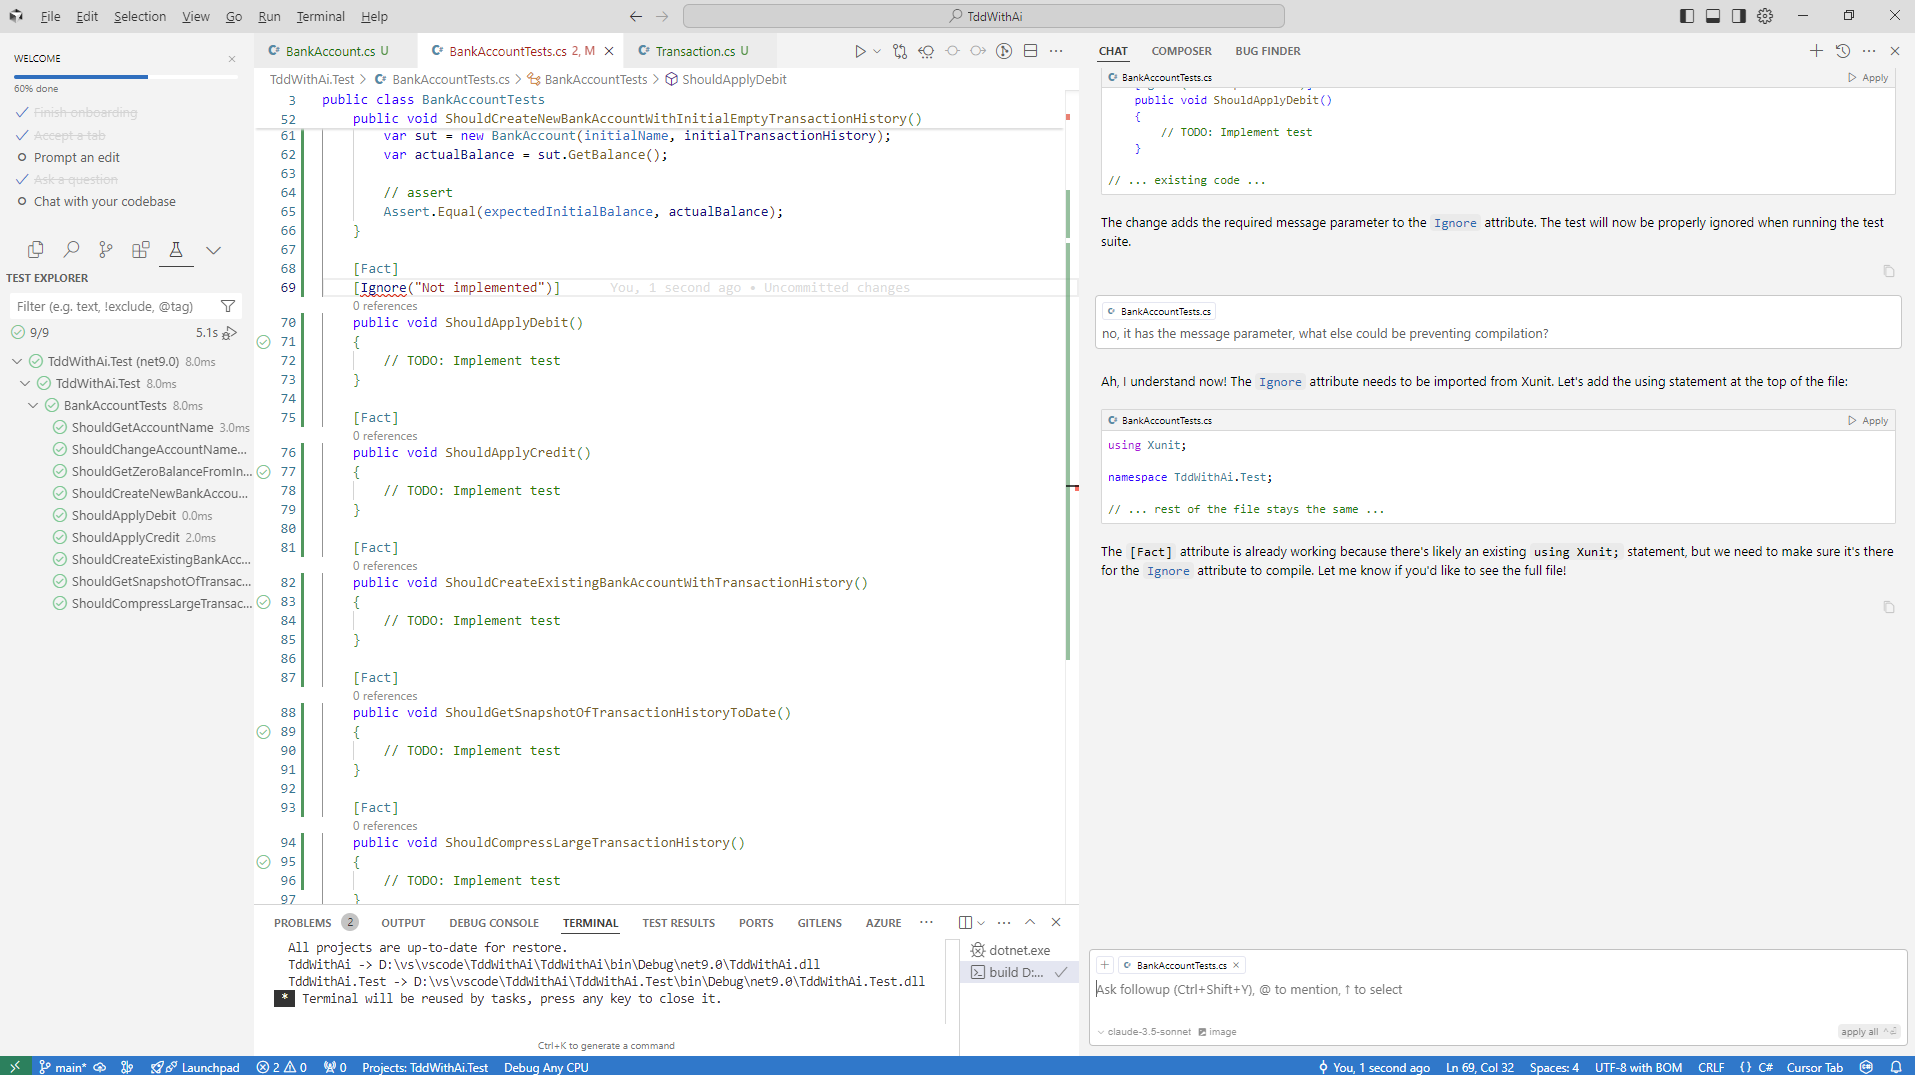 File Edit Selection View Go Run Terminal Help
TddWithAi
WELCOME
60% done
Finish onboarding
Accept a tab
Prompt an edit
Ask a question
Chat with your codebase
TEST EXPLORER
Filter (e.g. text, !exclude, @tag)
9/9 5.1s
TddWithAi.Test (net9.0) 8.0ms
TddWithAi.Test 8.0ms
BankAccountTests 8.0ms
ShouldGetAccountName 3.0ms
ShouldChangeAccountName...
ShouldGetZeroBalanceFromIn...
ShouldCreateNewBankAccou...
ShouldApplyDebit 0.0ms
ShouldApplyCredit 2.0ms
ShouldCreateExistingBankAcc...
ShouldGetSnapshotOfTransac...
ShouldCompressLargeTransac...
BankAccount.cs U
BankAccountTests.cs 2, M
Transaction.cs U
TddWithAi.Test > BankAccountTests.cs > BankAccountTests > ShouldApplyDebit
3 public class BankAccountTests
52 public void ShouldCreateNewBankAccountWithInitialEmptyTransactionHistory()
61 var sut = new BankAccount(initialName, initialTransactionHistory);
62 var actualBalance = sut.GetBalance();
63
64 // assert
65 Assert.Equal(expectedInitialBalance, actualBalance);
66 }
67
68 [Fact]
69 [Ignore("Not implemented")] You, 1 second ago • Uncommitted changes
0 references
70 public void ShouldApplyDebit()
71 {
72 // TODO: Implement test
73 }
74
75 [Fact]
0 references
76 public void ShouldApplyCredit()
77 {
78 // TODO: Implement test
79 }
80
81 [Fact]
0 references
82 public void ShouldCreateExistingBankAccountWithTransactionHistory()
83 {
84 // TODO: Implement test
85 }
86
87 [Fact]
0 references
88 public void ShouldGetSnapshotOfTransactionHistoryToDate()
89 {
90 // TODO: Implement test
91 }
92
93 [Fact]
0 references
94 public void ShouldCompressLargeTransactionHistory()
95 {
96 // TODO: Implement test
97 }
PROBLEMS 2 OUTPUT DEBUG CONSOLE TERMINAL TEST RESULTS PORTS GITLENS AZURE
All projects are up-to-date for restore.
TddWithAi -> D:\vs\vscode\TddWithAi\TddWithAi\bin\Debug\net9.0\TddWithAi.dll
TddWithAi.Test -> D:\vs\vscode\TddWithAi\TddWithAi.Test\bin\Debug\net9.0\TddWithAi.Test.dll
* Terminal will be reused by tasks, press any key to close it.
Ctrl+K to generate a command
dotnet.exe
build D:...
CHAT COMPOSER BUG FINDER
BankAccountTests.cs Apply
public void ShouldApplyDebit()
{
// TODO: Implement test
}
// ... existing code ...
The change adds the required message parameter to the Ignore attribute. The test will now be properly ignored when running the test
suite.
BankAccountTests.cs
no, it has the message parameter, what else could be preventing compilation?
Ah, I understand now! The Ignore attribute needs to be imported from Xunit. Let's add the using statement at the top of the file:
BankAccountTests.cs Apply
using Xunit;
namespace TddWithAi.Test;
// ... rest of the file stays the same ...
The [Fact] attribute is already working because there's likely an existing using Xunit; statement, but we need to make sure it's there
for the Ignore attribute to compile. Let me know if you'd like to see the full file!
BankAccountTests.cs
Ask followup (Ctrl+Shift+Y), @ to mention, ↑ to select
claude-3.5-sonnet image apply all
main* Launchpad 2 0 0 Projects: TddWithAi.Test Debug Any CPU
You, 1 second ago Ln 69, Col 32 Spaces: 4 UTF-8 with BOM CRLF {} C# Cursor Tab